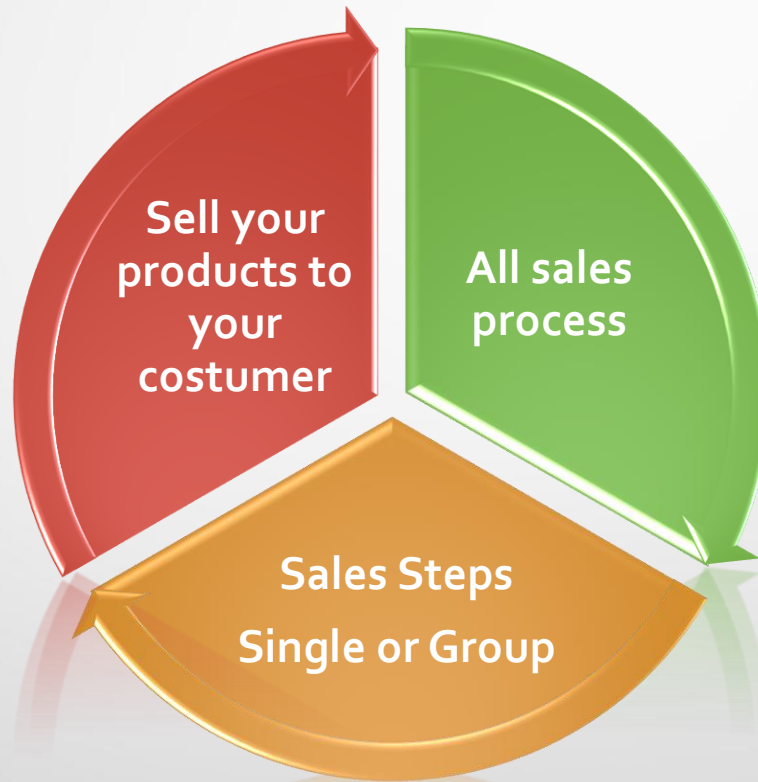 Sell your
products to
your
costumer
All sales
process
Sales Steps
Single or Group